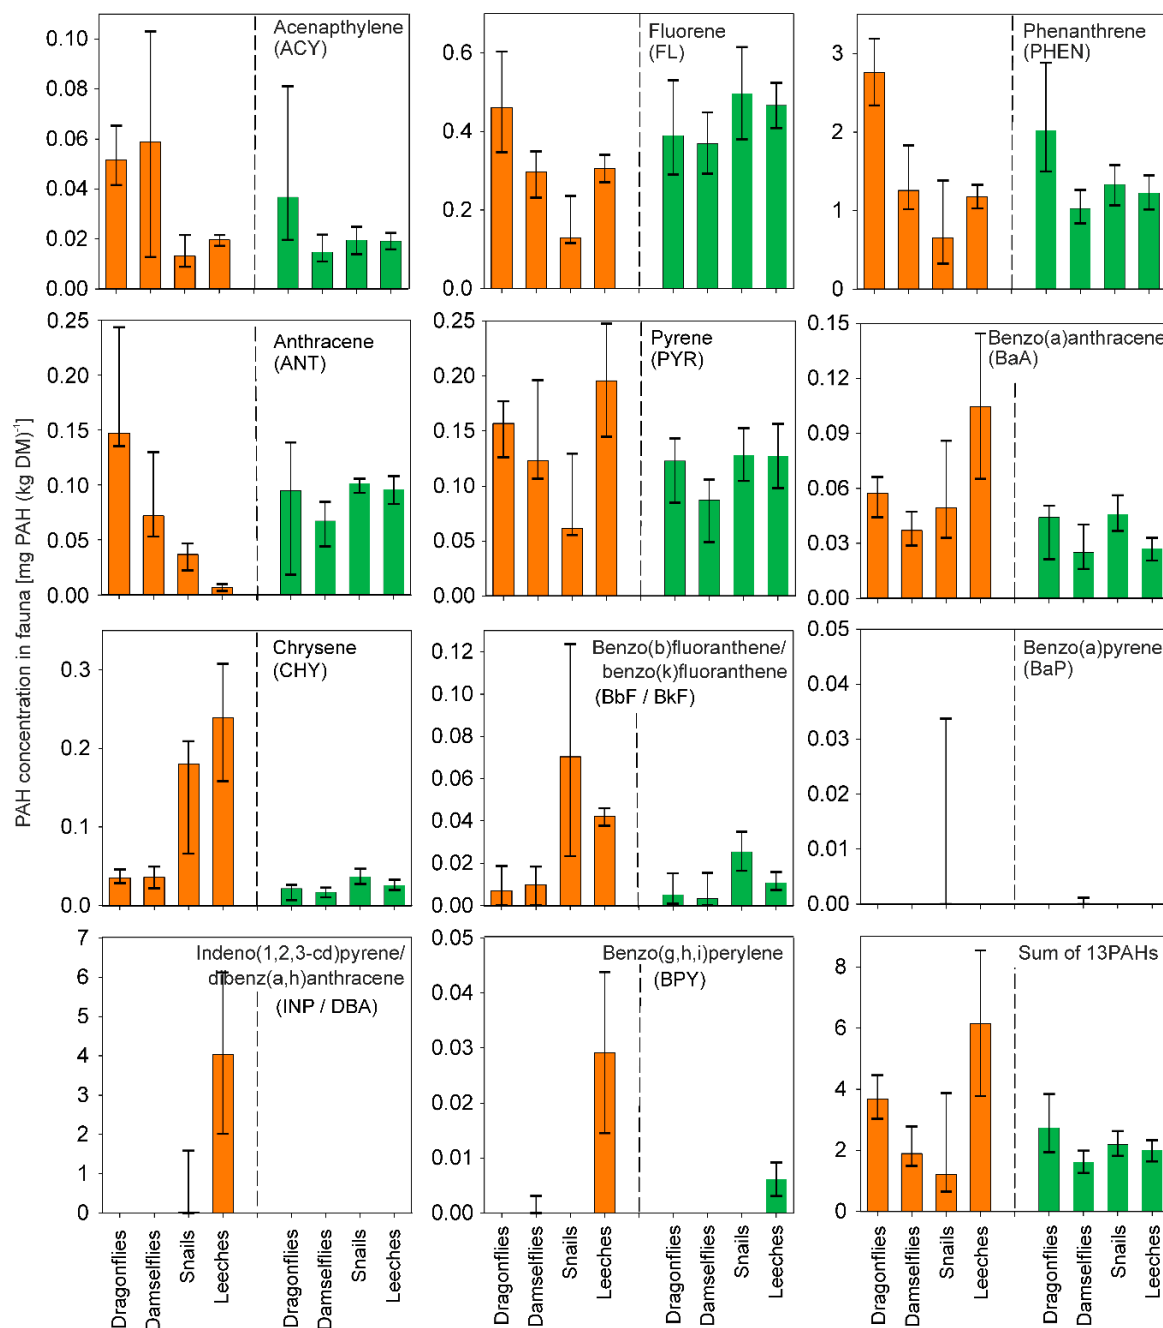 PAH concentration in fauna [mg PAH (kg DM)⁻¹]
Acenapthylene
(ACY)
0.10
0.08
0.06
0.04
0.02
0.00
Fluorene
(FL)
0.6
0.4
0.2
0.0
Phenanthrene
(PHEN)
3
2
1
0
Anthracene
(ANT)
0.25
0.20
0.15
0.10
0.05
0.00
Pyrene
(PYR)
0.25
0.20
0.15
0.10
0.05
0.00
Benzo(a)anthracene
(BaA)
0.15
0.12
0.09
0.06
0.03
0.00
Chrysene
(CHY)
0.3
0.2
0.1
0.0
Benzo(b)fluoranthene/
benzo(k)fluoranthene
(BbF / BkF)
0.12
0.10
0.08
0.06
0.04
0.02
0.00
Benzo(a)pyrene
(BaP)
0.05
0.04
0.03
0.02
0.01
0.00
Indeno(1,2,3-cd)pyrene/
dibenz(a,h)anthracene
(INP / DBA)
7
6
5
4
3
2
1
0
Benzo(g,h,i)perylene
(BPY)
0.05
0.04
0.03
0.02
0.01
0.00
Sum of 13PAHs
8
6
4
2
0
Dragonflies
Damselflies
Snails
Leeches
Dragonflies
Damselflies
Snails
Leeches
Dragonflies
Damselflies
Snails
Leeches
Dragonflies
Damselflies
Snails
Leeches
Dragonflies
Damselflies
Snails
Leeches
Dragonflies
Damselflies
Snails
Leeches